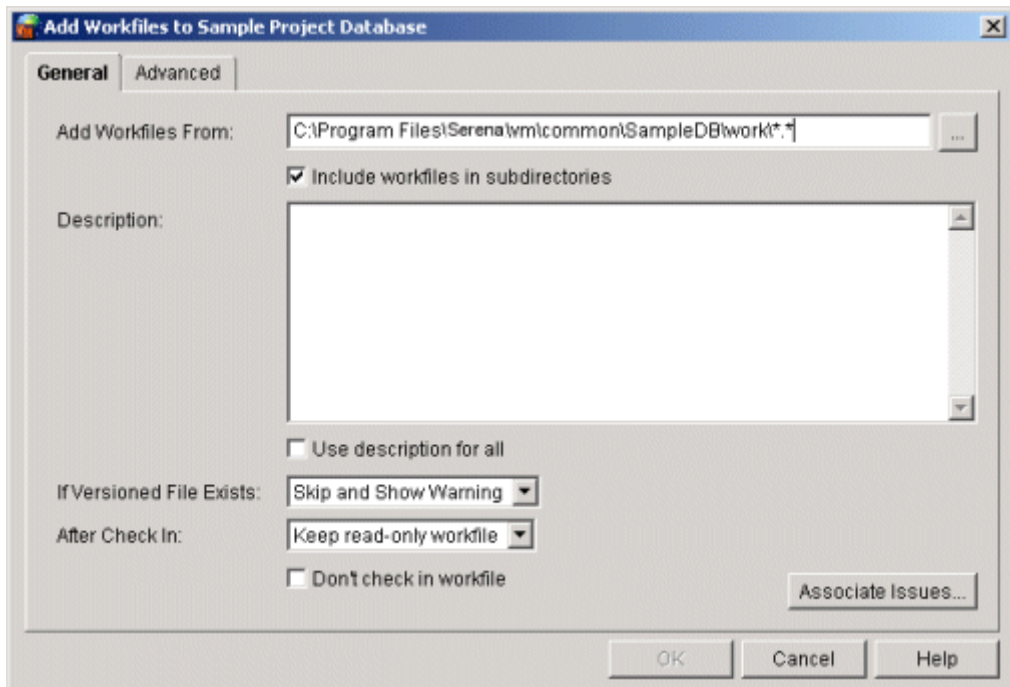 Add Workfiles to Sample Project Database
General Advanced
Add Workfiles From: C:\Program Files\Serena\vm\common\SampleDB\work\*.* ...
Include workfiles in subdirectories
Description:
Use description for all
If Versioned File Exists: Skip and Show Warning
After Check In: Keep read-only workfile
Don't check in workfile
Associate Issues...
OK Cancel Help